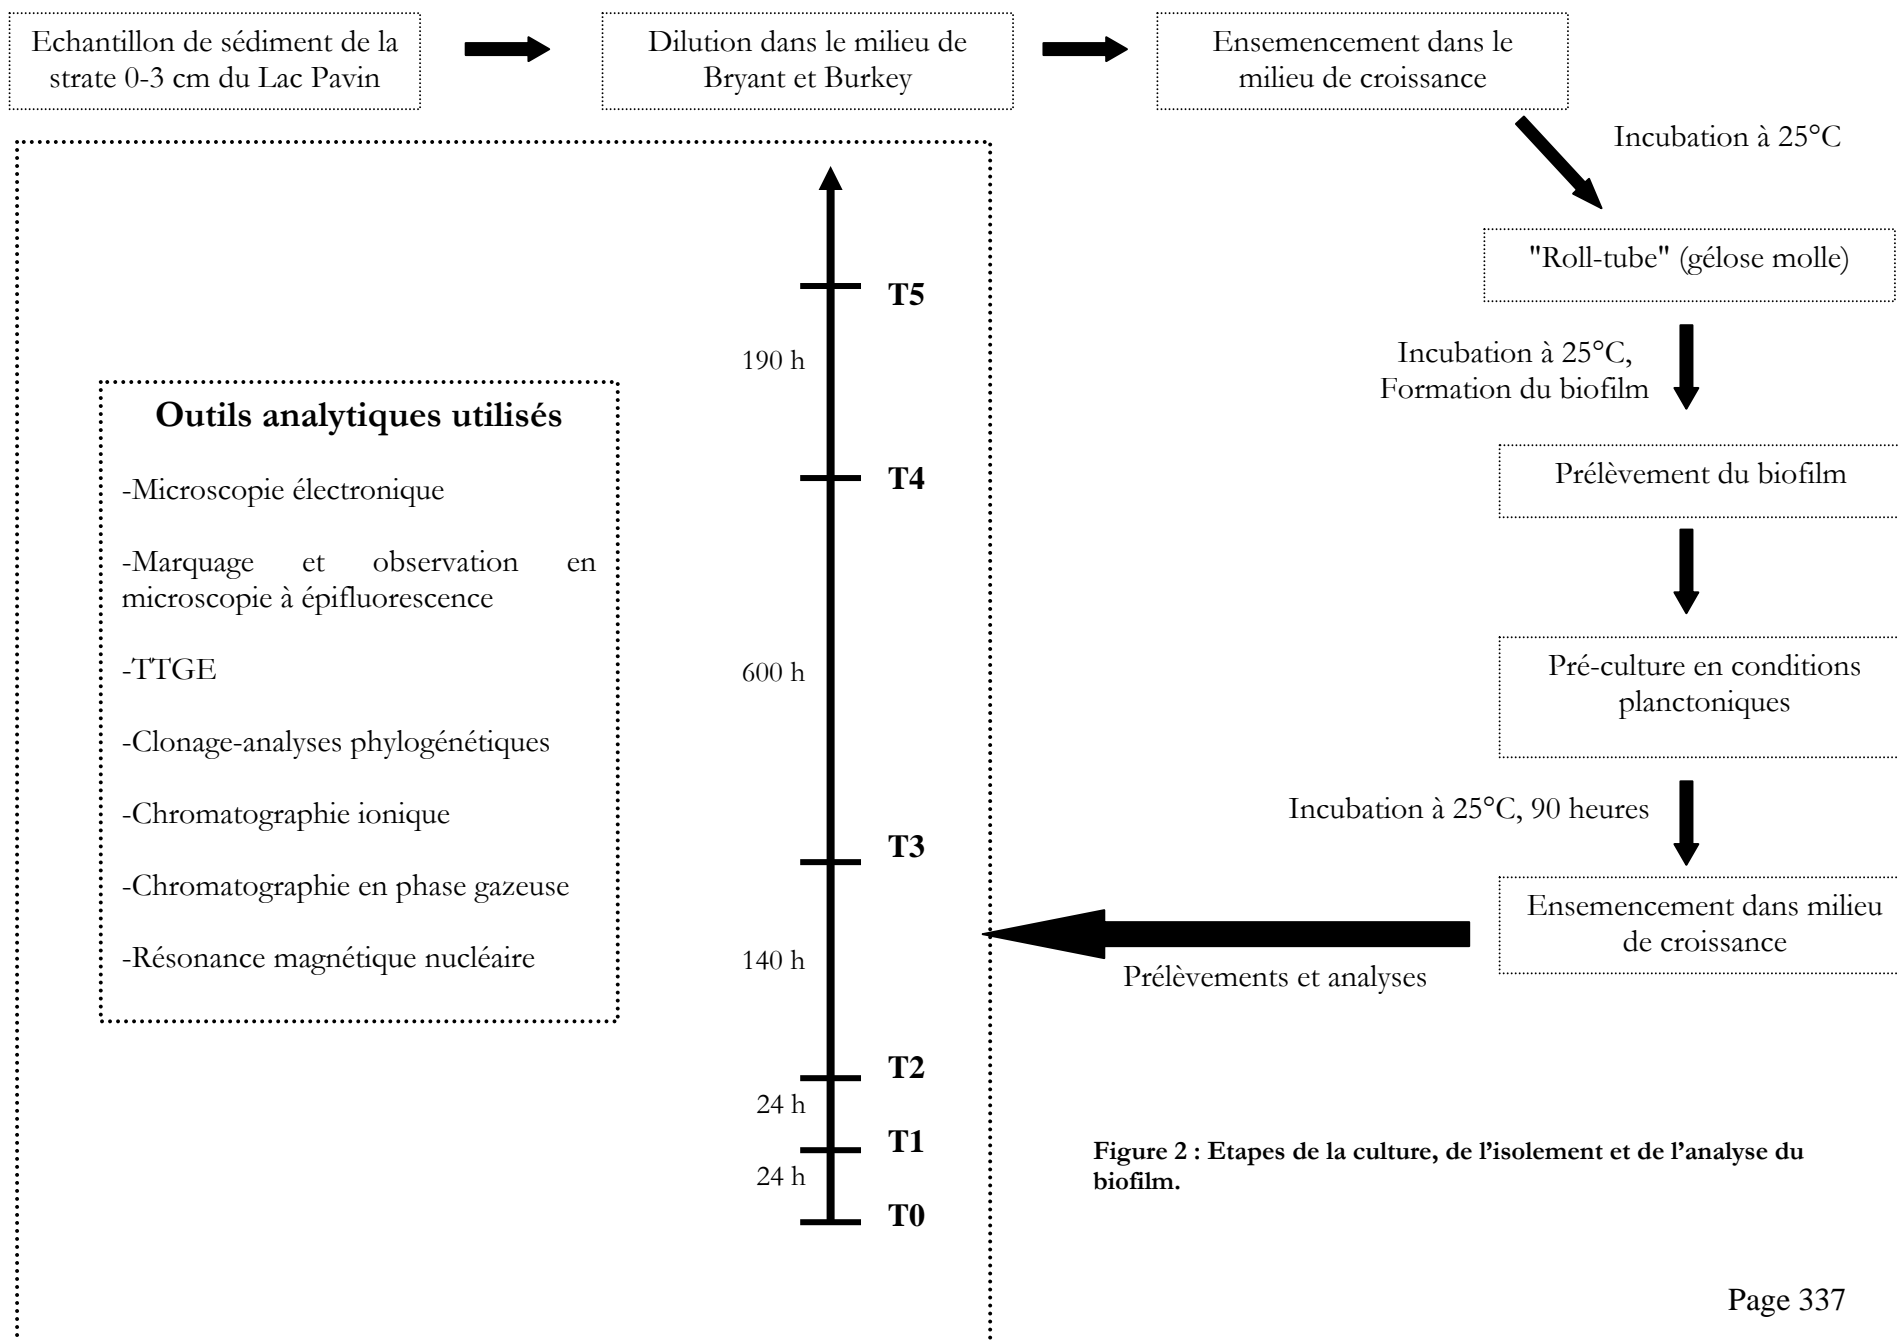 Echantillon de sédiment de la
strate 0-3 cm du Lac Pavin
Dilution dans le milieu de
Bryant et Burkey
Ensemencement dans le
milieu de croissance
Incubation à 25°C
"Roll-tube" (gélose molle)
Incubation à 25°C,
Formation du biofilm
Prélèvement du biofilm
Pré-culture en conditions
planctoniques
Incubation à 25°C, 90 heures
Ensemencement dans milieu
de croissance
Prélèvements et analyses
T5
190 h
T4
600 h
T3
140 h
T2
24 h
T1
24 h
T0
Outils analytiques utilisés
-Microscopie électronique
-Marquage et observation en
microscopie à épifluorescence
-TTGE
-Clonage-analyses phylogénétiques
-Chromatographie ionique
-Chromatographie en phase gazeuse
-Résonance magnétique nucléaire
Figure 2 : Etapes de la culture, de l'isolement et de l'analyse du
biofilm.
Page 337